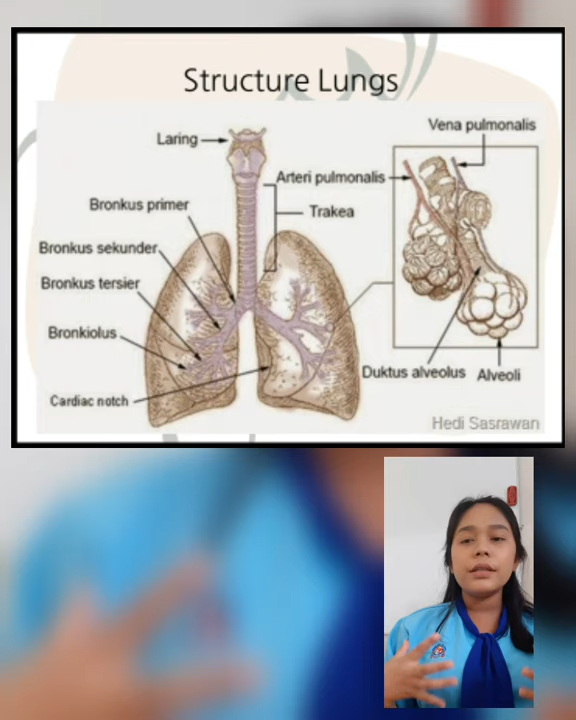 Structure Lungs
Laring
Vena pulmonalis
Arteri pulmonalis
Bronkus primer
Trakea
Bronkus sekunder
Bronkus tersier
Bronkiolus
Duktus alveolus
Alveoli
Cardiac notch
Hedi Sasrawan